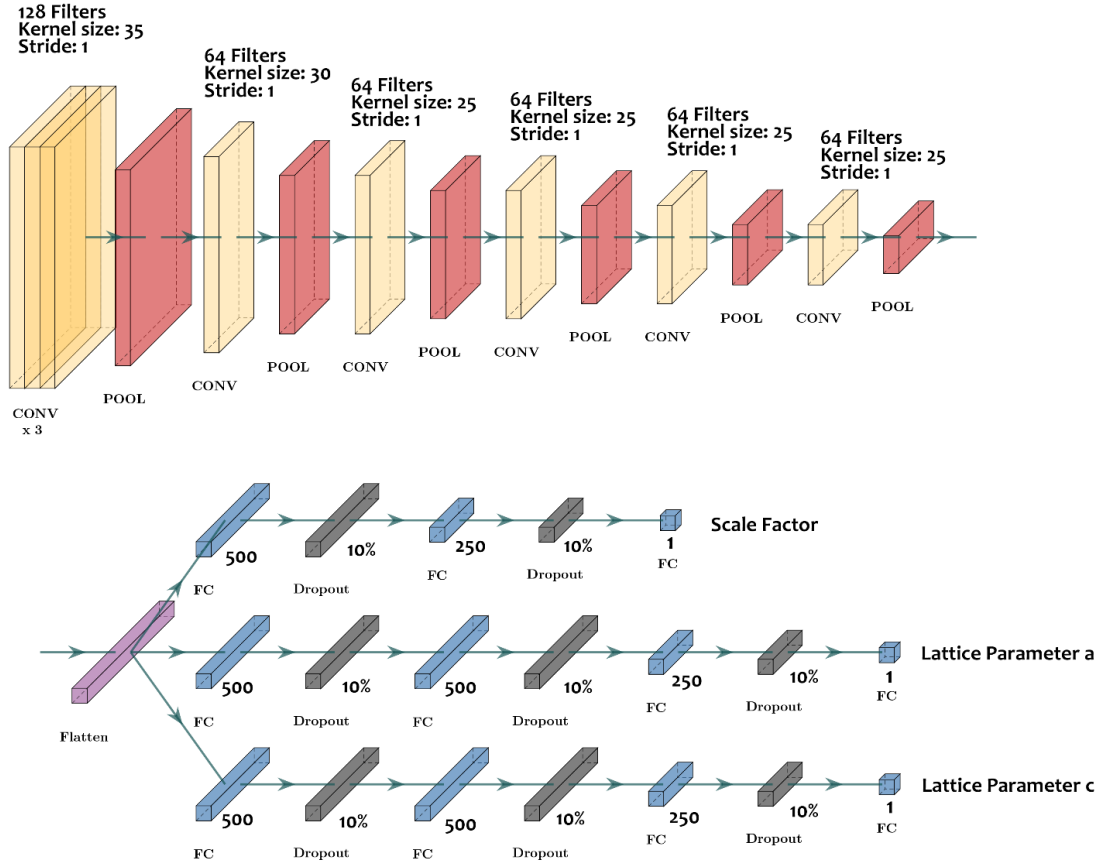 128 Filters
Kernel size: 35
Stride: 1
64 Filters
Kernel size: 30
Stride: 1
64 Filters
Kernel size: 25
Stride: 1
64 Filters
Kernel size: 25
Stride: 1
64 Filters
Kernel size: 25
Stride: 1
64 Filters
Kernel size: 25
Stride: 1
CONV
x 3
POOL
CONV
POOL
CONV
POOL
CONV
POOL
CONV
POOL
CONV
POOL
500
FC
10%
Dropout
250
FC
10%
Dropout
1
FC
Scale Factor
Flatten
500
FC
10%
Dropout
500
FC
10%
Dropout
250
FC
10%
Dropout
1
FC
Lattice Parameter a
500
FC
10%
Dropout
500
FC
10%
Dropout
250
FC
10%
Dropout
1
FC
Lattice Parameter c